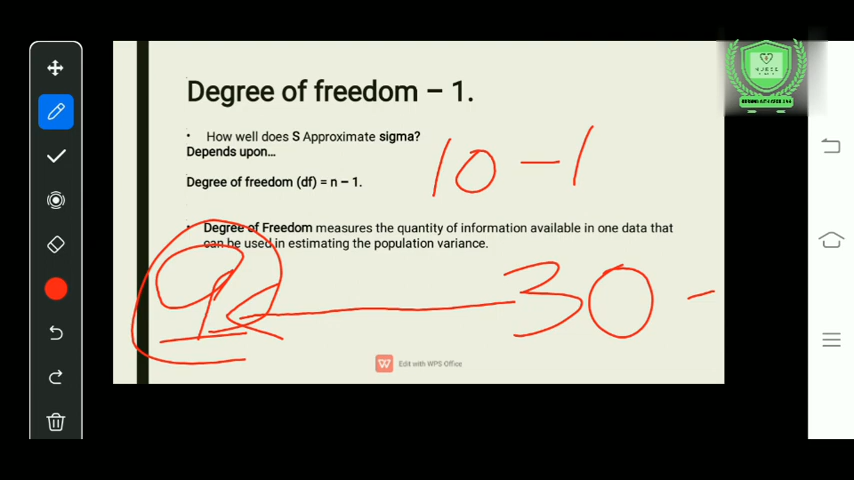 Degree of freedom – 1.
• How well does S Approximate sigma?
Depends upon...
10 – 1
Degree of freedom (df) = n – 1.
• Degree of Freedom measures the quantity of information available in one data that
can be used in estimating the population variance.
9 30 –
Edit with WPS Office